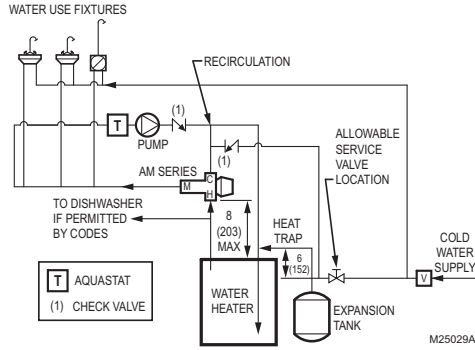 WATER USE FIXTURES
RECIRCULATION
(1)
T
PUMP
(1)
ALLOWABLE
SERVICE
VALVE
LOCATION
AM SERIES
M
C
H
TO DISHWASHER
IF PERMITTED
BY CODES
8
(203)
MAX
HEAT
TRAP
6
(152)
COLD
WATER
SUPPLY
V
T AQUASTAT
(1) CHECK VALVE
WATER
HEATER
EXPANSION
TANK
M25029A